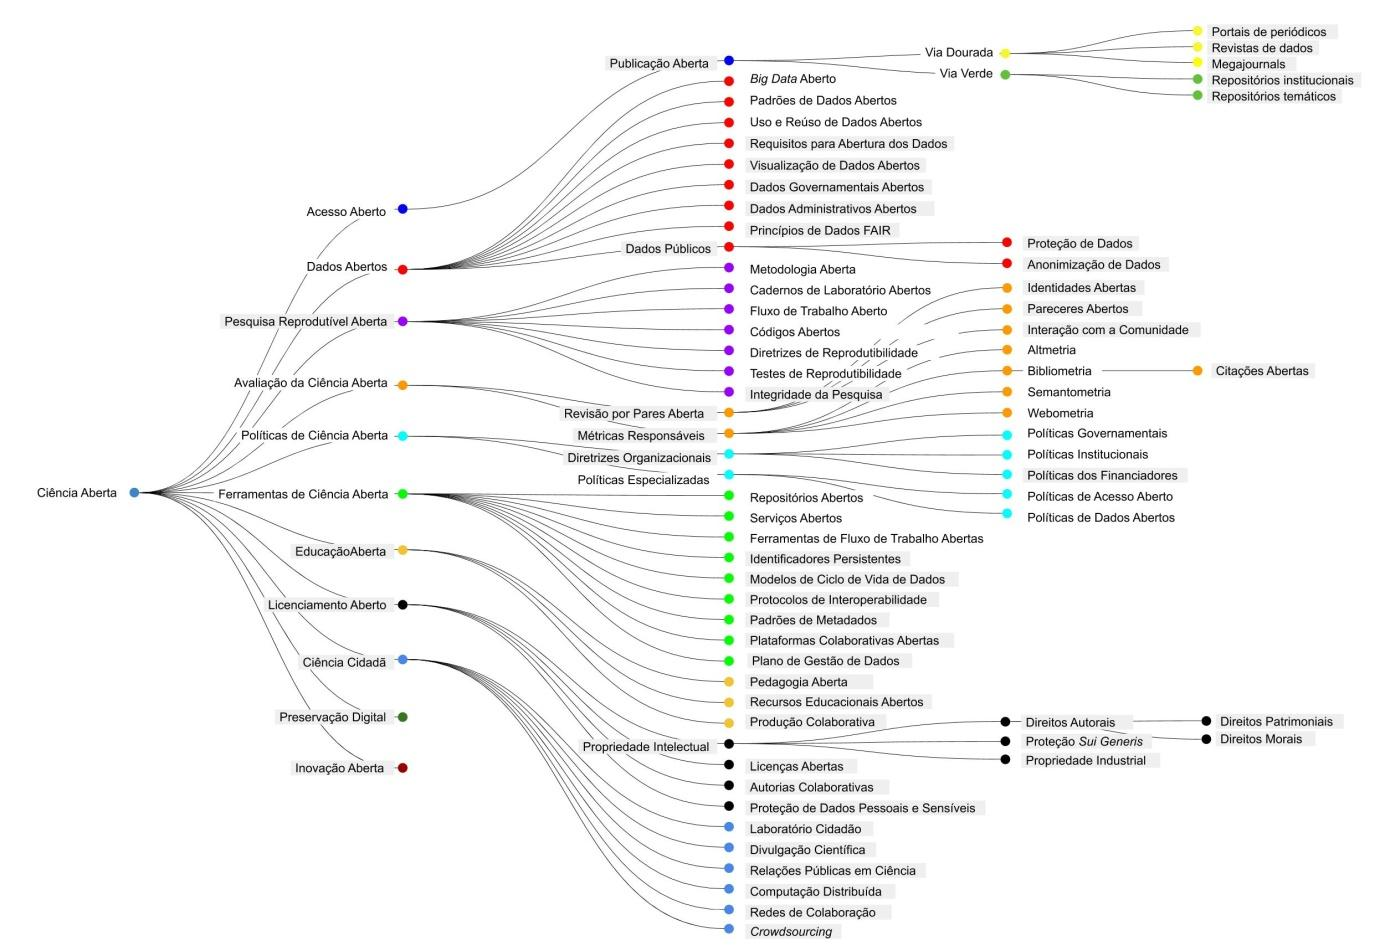 Ciência Aberta
Acesso Aberto
Publicação Aberta
Via Dourada
Portais de periódicos
Revistas de dados
Megajournals
Via Verde
Repositórios institucionais
Repositórios temáticos
Dados Abertos
Big Data Aberto
Padrões de Dados Abertos
Uso e Reúso de Dados Abertos
Requisitos para Abertura dos Dados
Visualização de Dados Abertos
Dados Governamentais Abertos
Dados Administrativos Abertos
Princípios de Dados FAIR
Dados Públicos
Proteção de Dados
Anonimização de Dados
Pesquisa Reprodutível Aberta
Metodologia Aberta
Cadernos de Laboratório Abertos
Fluxo de Trabalho Aberto
Códigos Abertos
Diretrizes de Reprodutibilidade
Testes de Reprodutibilidade
Integridade da Pesquisa
Avaliação da Ciência Aberta
Revisão por Pares Aberta
Identidades Abertas
Pareceres Abertos
Interação com a Comunidade
Métricas Responsáveis
Altmetria
Bibliometria
Citações Abertas
Semantometria
Webometria
Políticas de Ciência Aberta
Diretrizes Organizacionais
Políticas Governamentais
Políticas Institucionais
Políticas dos Financiadores
Políticas Especializadas
Políticas de Acesso Aberto
Políticas de Dados Abertos
Ferramentas de Ciência Aberta
Repositórios Abertos
Serviços Abertos
Ferramentas de Fluxo de Trabalho Abertas
Identificadores Persistentes
Modelos de Ciclo de Vida de Dados
Protocolos de Interoperabilidade
Padrões de Metadados
Plataformas Colaborativas Abertas
Plano de Gestão de Dados
EducaçãoAberta
Pedagogia Aberta
Recursos Educacionais Abertos
Produção Colaborativa
Licenciamento Aberto
Propriedade Intelectual
Direitos Autorais
Direitos Patrimoniais
Direitos Morais
Proteção Sui Generis
Propriedade Industrial
Licenças Abertas
Autorias Colaborativas
Proteção de Dados Pessoais e Sensíveis
Ciência Cidadã
Laboratório Cidadão
Divulgação Científica
Relações Públicas em Ciência
Computação Distribuída
Redes de Colaboração
Crowdsourcing
Preservação Digital
Inovação Aberta